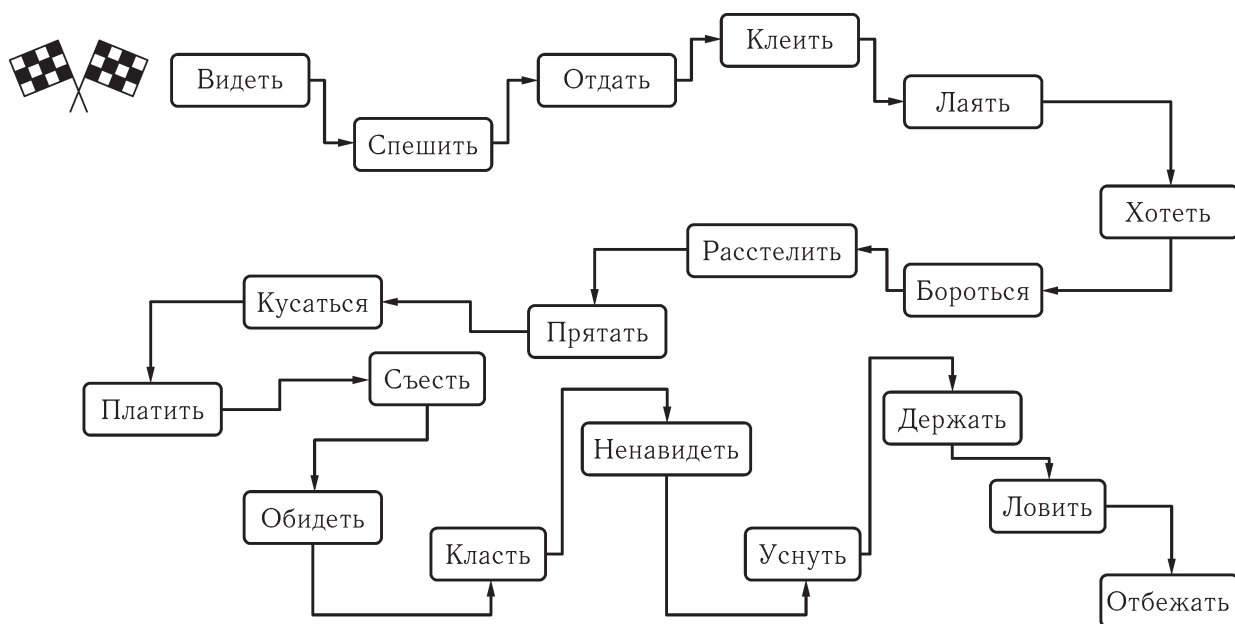 Видеть
Спешить
Отдать
Клеить
Лаять
Хотеть
Бороться
Расстелить
Прятать
Кусаться
Платить
Съесть
Обидеть
Класть
Ненавидеть
Уснуть
Держать
Ловить
Отбежать